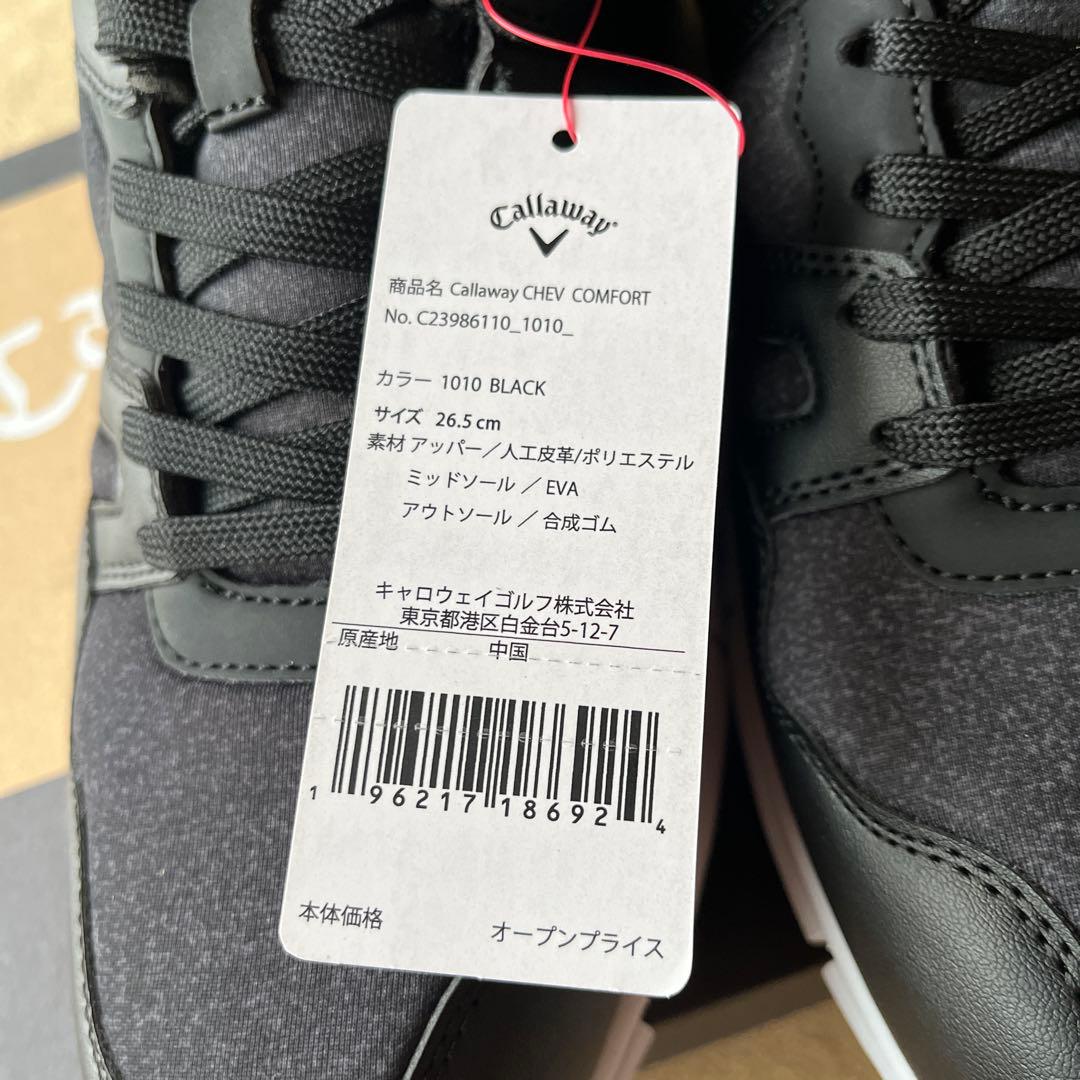 Callaway
商品名 Callaway CHEV COMFORT
No. C23986110_1010_
カラー 1010 BLACK
サイズ 26.5 cm
素材 アッパー／人工皮革/ポリエステル
ミッドソール ／ EVA
アウトソール ／ 合成ゴム
キャロウェイゴルフ株式会社
東京都港区白金台5-12-7
原産地 中国
1 96217 18692 4
本体価格 オープンプライス